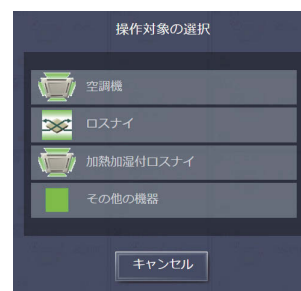 操作対象の選択
空調機
ロスナイ
加熱加湿付ロスナイ
その他の機器
キャンセル